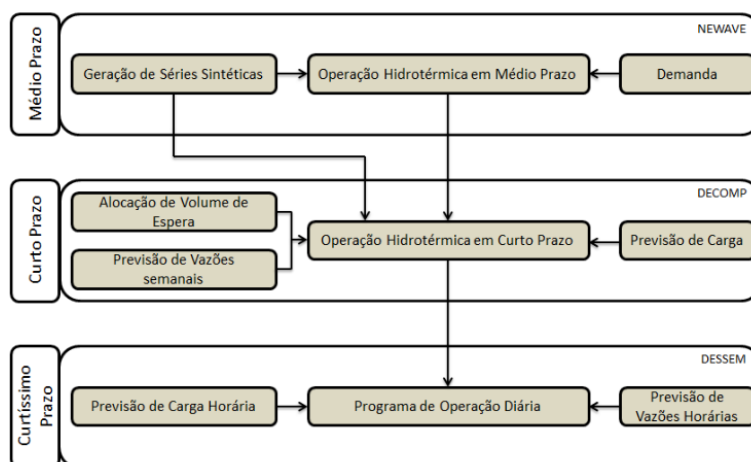 NEWAVE
Médio Prazo
Geração de Séries Sintéticas
Operação Hidrotérmica em Médio Prazo
Demanda
DECOMP
Curto Prazo
Alocação de Volume de
Espera
Previsão de Vazões
semanais
Operação Hidrotérmica em Curto Prazo
Previsão de Carga
DESSEM
Curtíssimo
Prazo
Previsão de Carga Horária
Programa de Operação Diária
Previsão de
Vazões Horárias